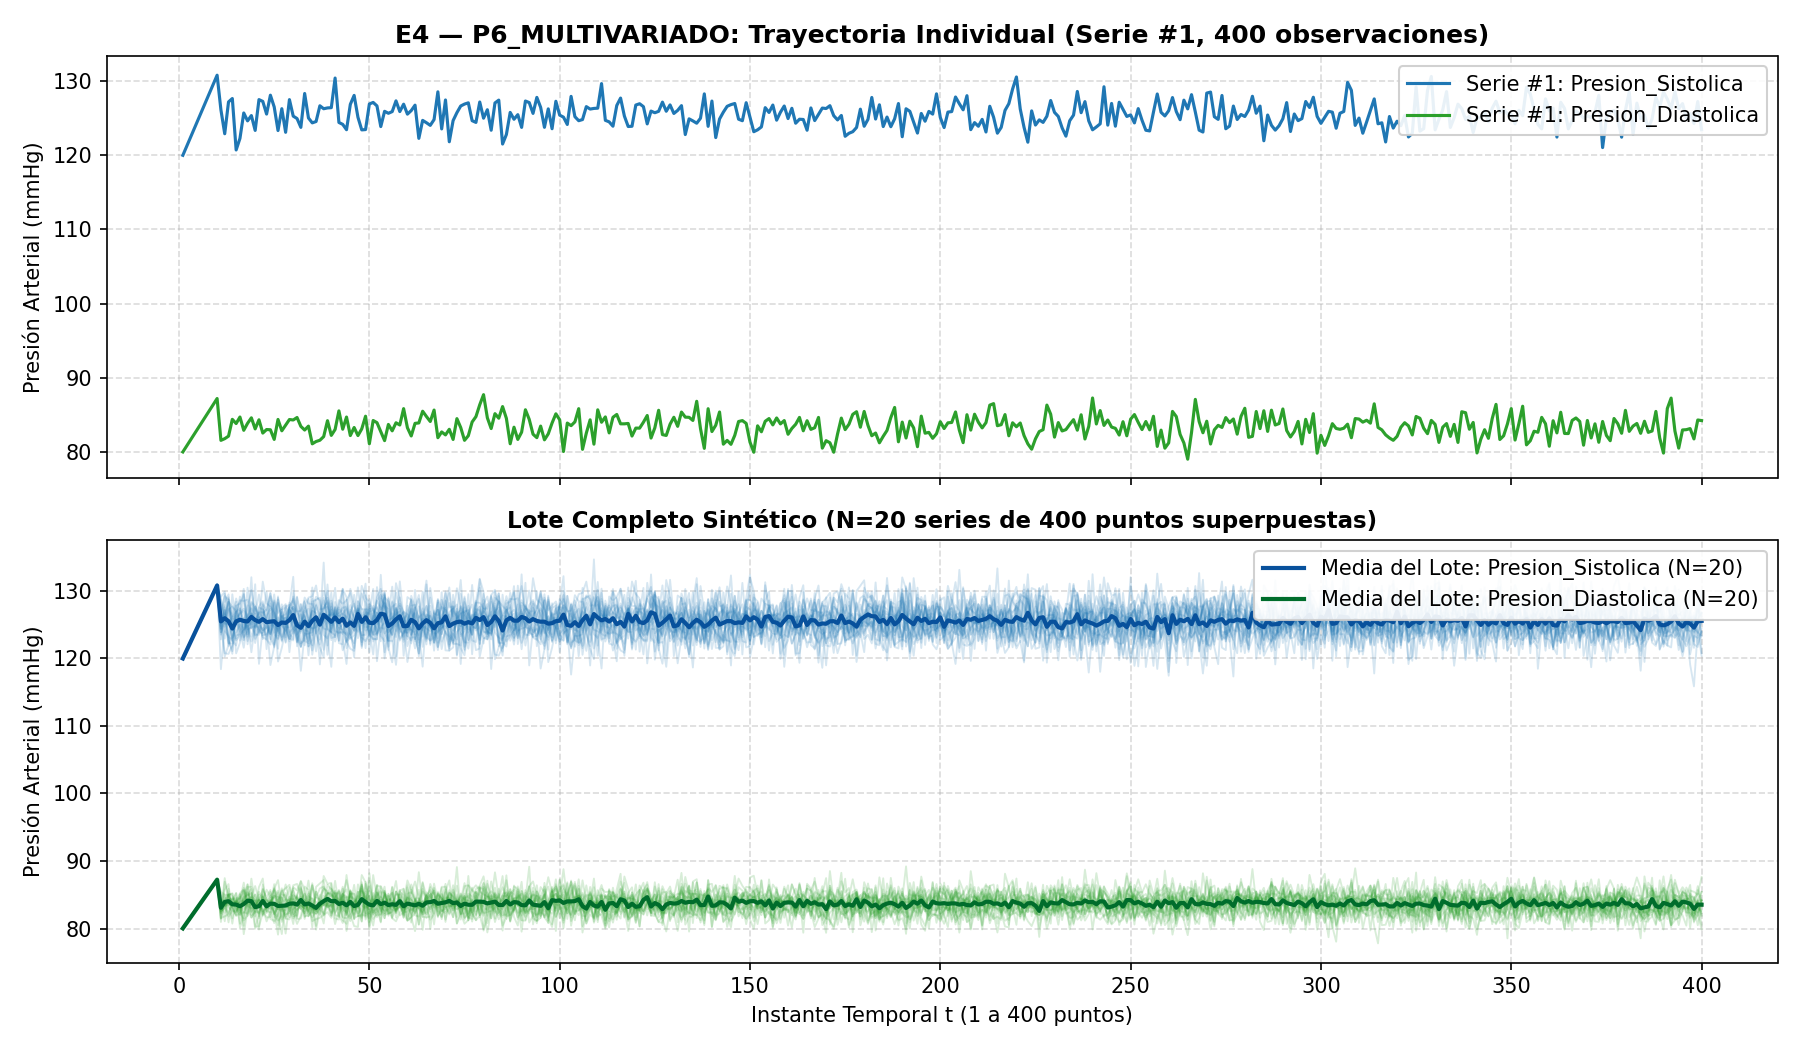 E4 — P6_MULTIVARIADO: Trayectoria Individual (Serie #1, 400 observaciones)
Serie #1: Presion_Sistolica
Serie #1: Presion_Diastolica
Presión Arterial (mmHg)
130
120
110
100
90
80
Lote Completo Sintético (N=20 series de 400 puntos superpuestas)
Media del Lote: Presion_Sistolica (N=20)
Media del Lote: Presion_Diastolica (N=20)
Presión Arterial (mmHg)
130
120
110
100
90
80
0 50 100 150 200 250 300 350 400
Instante Temporal t (1 a 400 puntos)